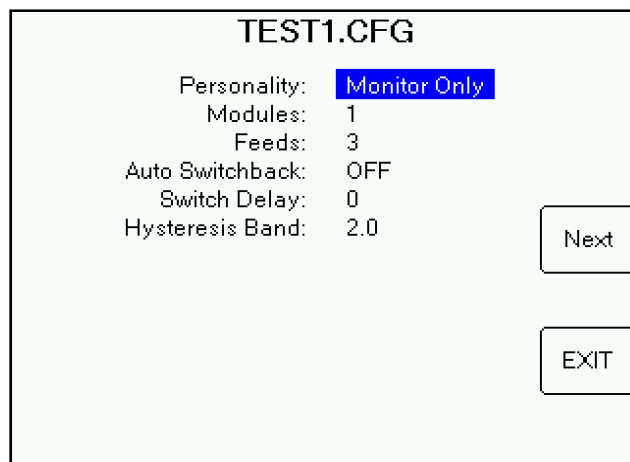 TEST1.CFG
Personality: Monitor Only
Modules: 1
Feeds: 3
Auto Switchback: OFF
Switch Delay: 0
Hysteresis Band: 2.0
Next
EXIT